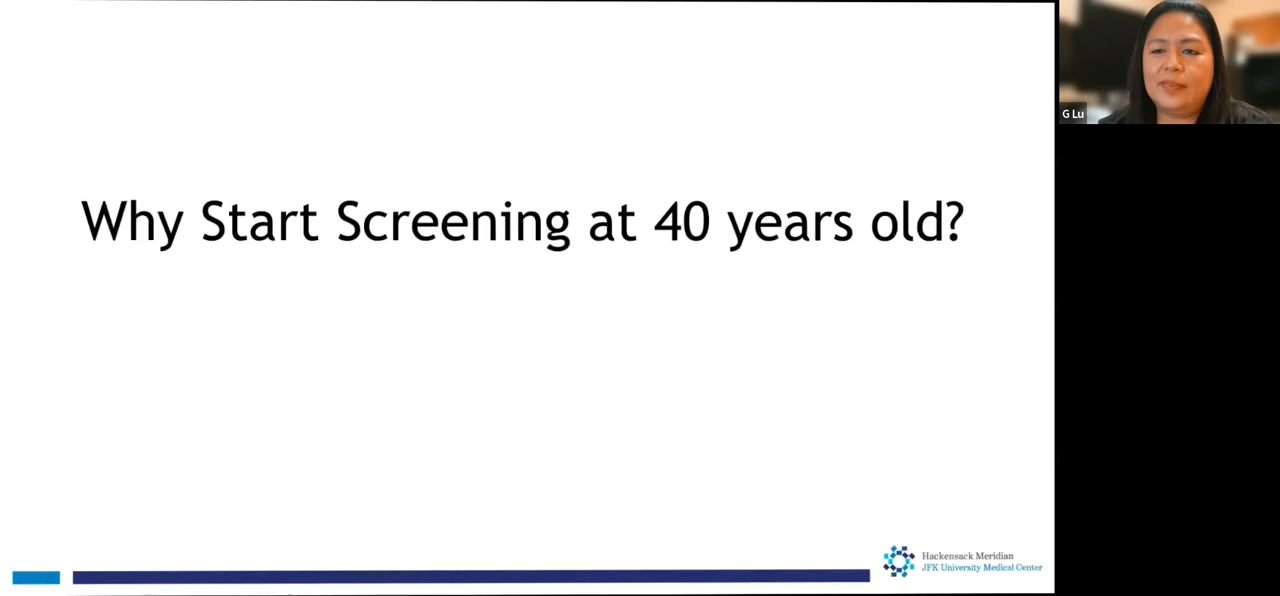 Why Start Screening at 40 years old?
G Lu
Hackensack Meridian
JFK University Medical Center